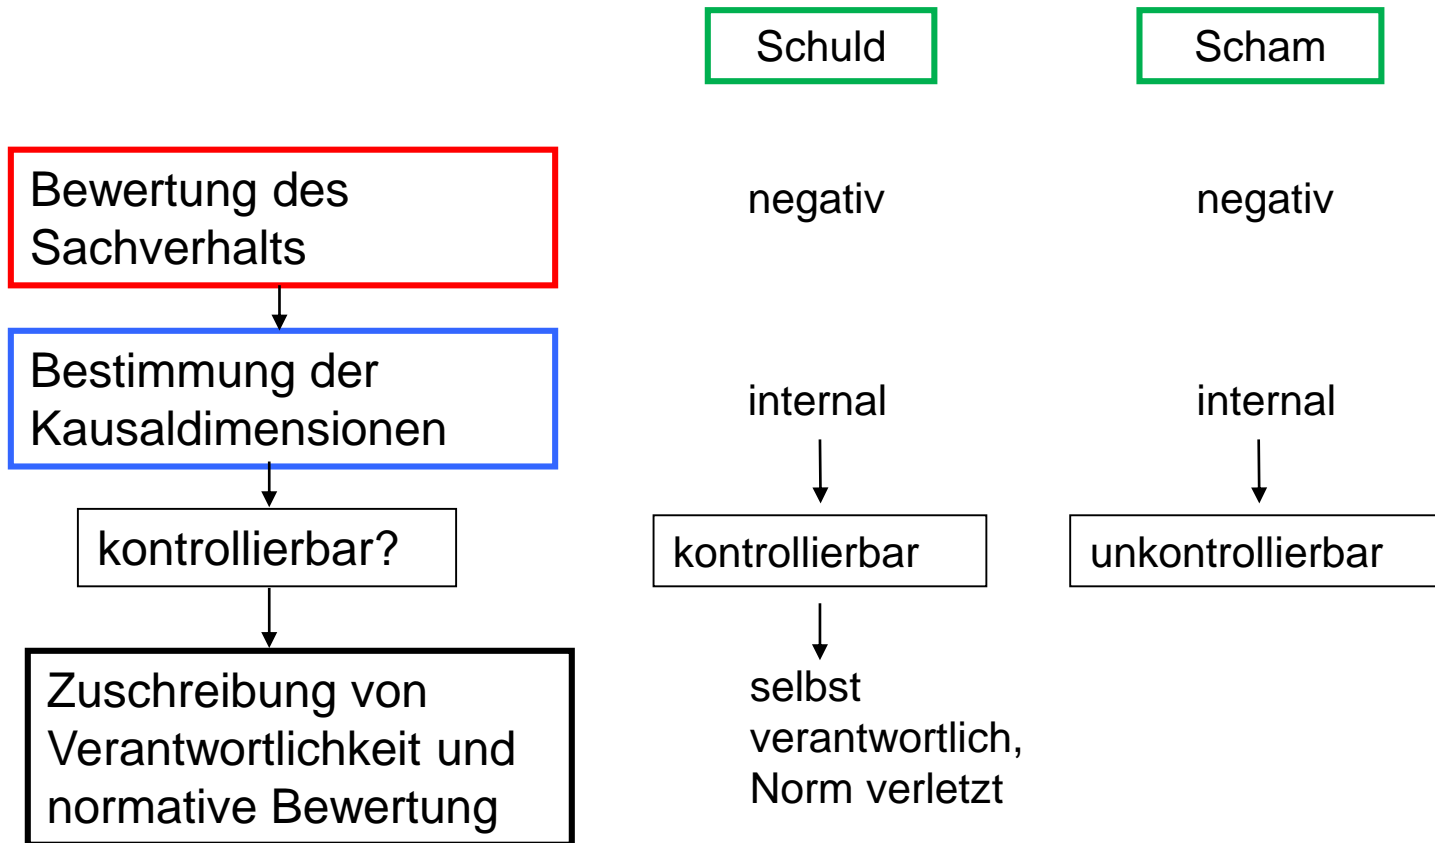 Schuld
Scham
Bewertung des
Sachverhalts
negativ
negativ
Bestimmung der
Kausaldimensionen
internal
internal
kontrollierbar?
kontrollierbar
unkontrollierbar
Zuschreibung von
Verantwortlichkeit und
normative Bewertung
selbst
verantwortlich,
Norm verletzt